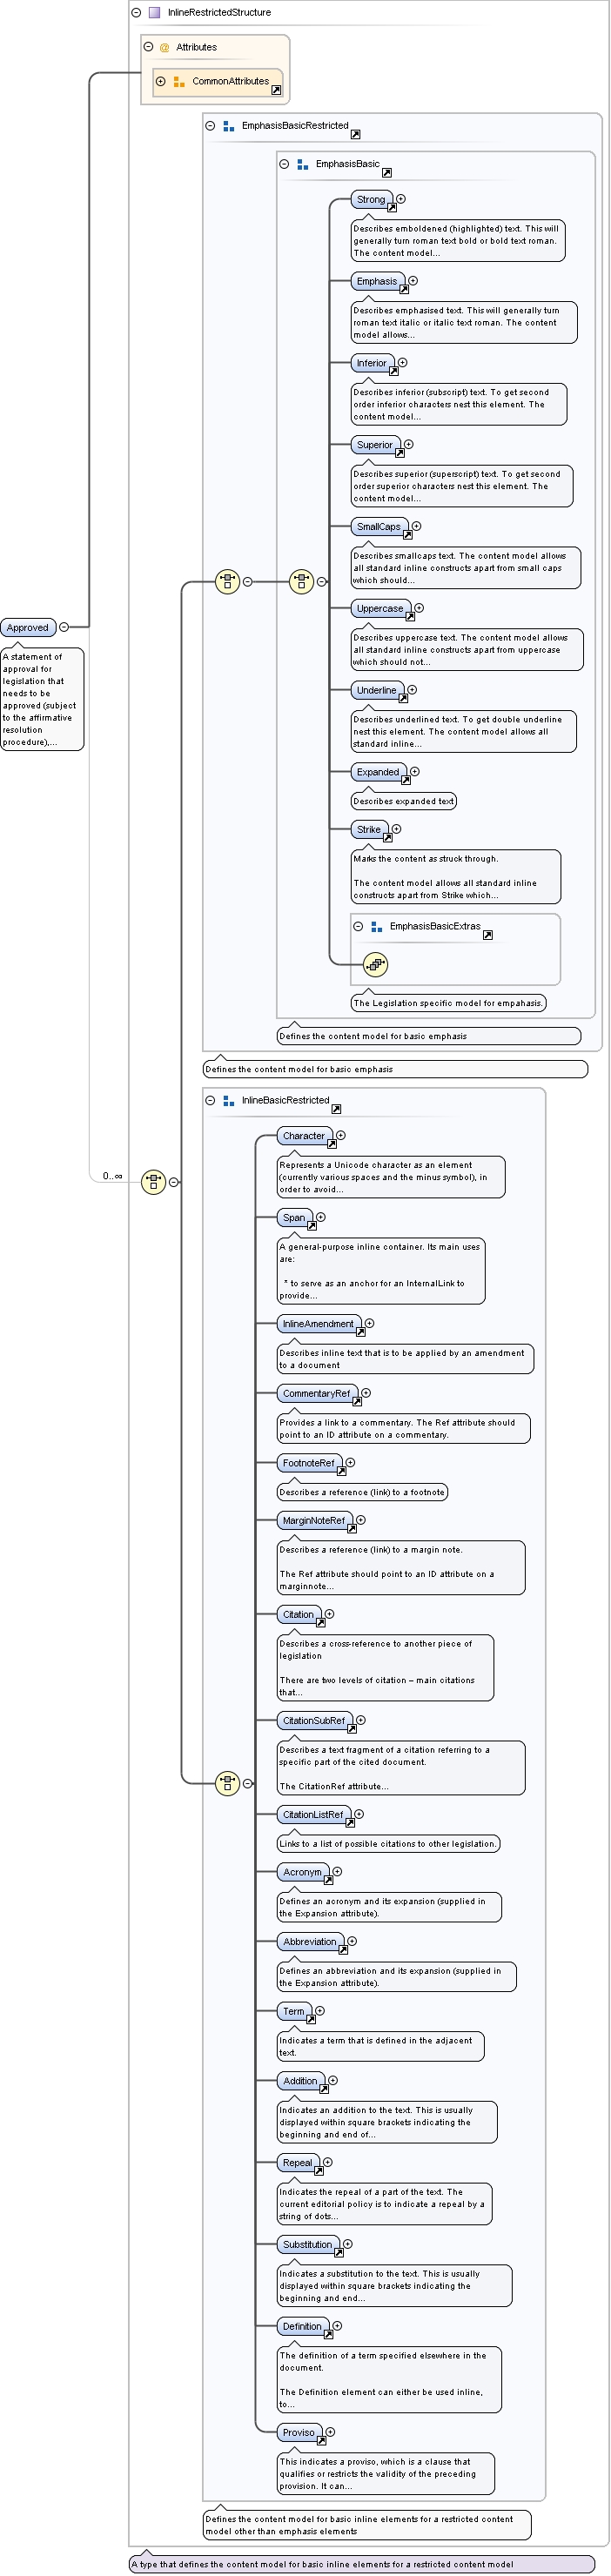 InlineRestrictedStructure
@ Attributes
CommonAttributes
EmphasisBasicRestricted
EmphasisBasic
Strong
Describes emboldened (highlighted) text. This will
generally turn roman text bold or bold text roman.
The content model...
Emphasis
Describes emphasised text. This will generally turn
roman text italic or italic text roman. The content
model allows...
Inferior
Describes inferior (subscript) text. To get second
order inferior characters nest this element. The
content model...
Superior
Describes superior (superscript) text. To get second
order superior characters nest this element. The
content model...
SmallCaps
Describes smallcaps text. The content model allows
all standard inline constructs apart from small caps
which should...
Uppercase
Describes uppercase text. The content model allows
all standard inline constructs apart from uppercase
which should not...
Approved
A statement of
approval for
legislation that
needs to be
approved (subject
to the affirmative
resolution
procedure),...
Underline
Describes underlined text. To get double underline
nest this element. The content model allows all
standard inline...
Expanded
Describes expanded text
Strike
Marks the content as struck through.
The content model allows all standard inline
constructs apart from Strike which...
EmphasisBasicExtras
The Legislation specific model for empahasis.
Defines the content model for basic emphasis
Defines the content model for basic emphasis
InlineBasicRestricted
Character
Represents a Unicode character as an element
(currently various spaces and the minus symbol), in
order to avoid...
0..∞
Span
A general-purpose inline container. Its main uses
are:
* to serve as an anchor for an InternalLink to
provide...
InlineAmendment
Describes inline text that is to be applied by an amendment
to a document
CommentaryRef
Provides a link to a commentary. The Ref attribute should
point to an ID attribute on a commentary.
FootnoteRef
Describes a reference (link) to a footnote
MarginNoteRef
Describes a reference (link) to a margin note.
The Ref attribute should point to an ID attribute on a
marginnote...
Citation
Describes a cross-reference to another piece of
legislation
There are two levels of citation – main citations
that...
CitationSubRef
Describes a text fragment of a citation referring to a
specific part of the cited document.
The CitationRef attribute...
CitationListRef
Links to a list of possible citations to other legislation.
Acronym
Defines an acronym and its expansion (supplied in
the Expansion attribute).
Abbreviation
Defines an abbreviation and its expansion (supplied in
the Expansion attribute).
Term
Indicates a term that is defined in the adjacent
text.
Addition
Indicates an addition to the text. This is usually
displayed within square brackets indicating the
beginning and end of...
Repeal
Indicates the repeal of a part of the text. The
current editorial policy is to indicate a repeal by a
string of dots...
Substitution
Indicates a substitution to the text. This is usually
displayed within square brackets indicating the
beginning and end...
Definition
The definition of a term specified elsewhere in the
document.
The Definition element can either be used inline,
to...
Proviso
This indicates a proviso, which is a clause that
qualifies or restricts the validity of the preceding
provision. It can...
Defines the content model for basic inline elements for a restricted content
model other than emphasis elements
A type that defines the content model for basic inline elements for a restricted content model